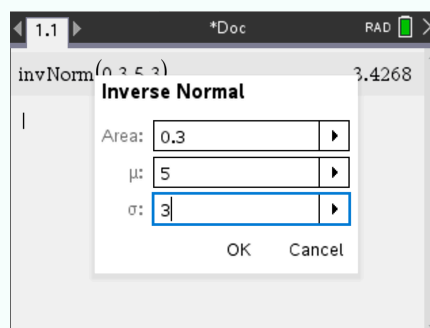 1.1 *Doc RAD
invNorm(0.3,5,3) 3.4268
Inverse Normal
Area: 0.3
μ: 5
σ: 3
OK Cancel